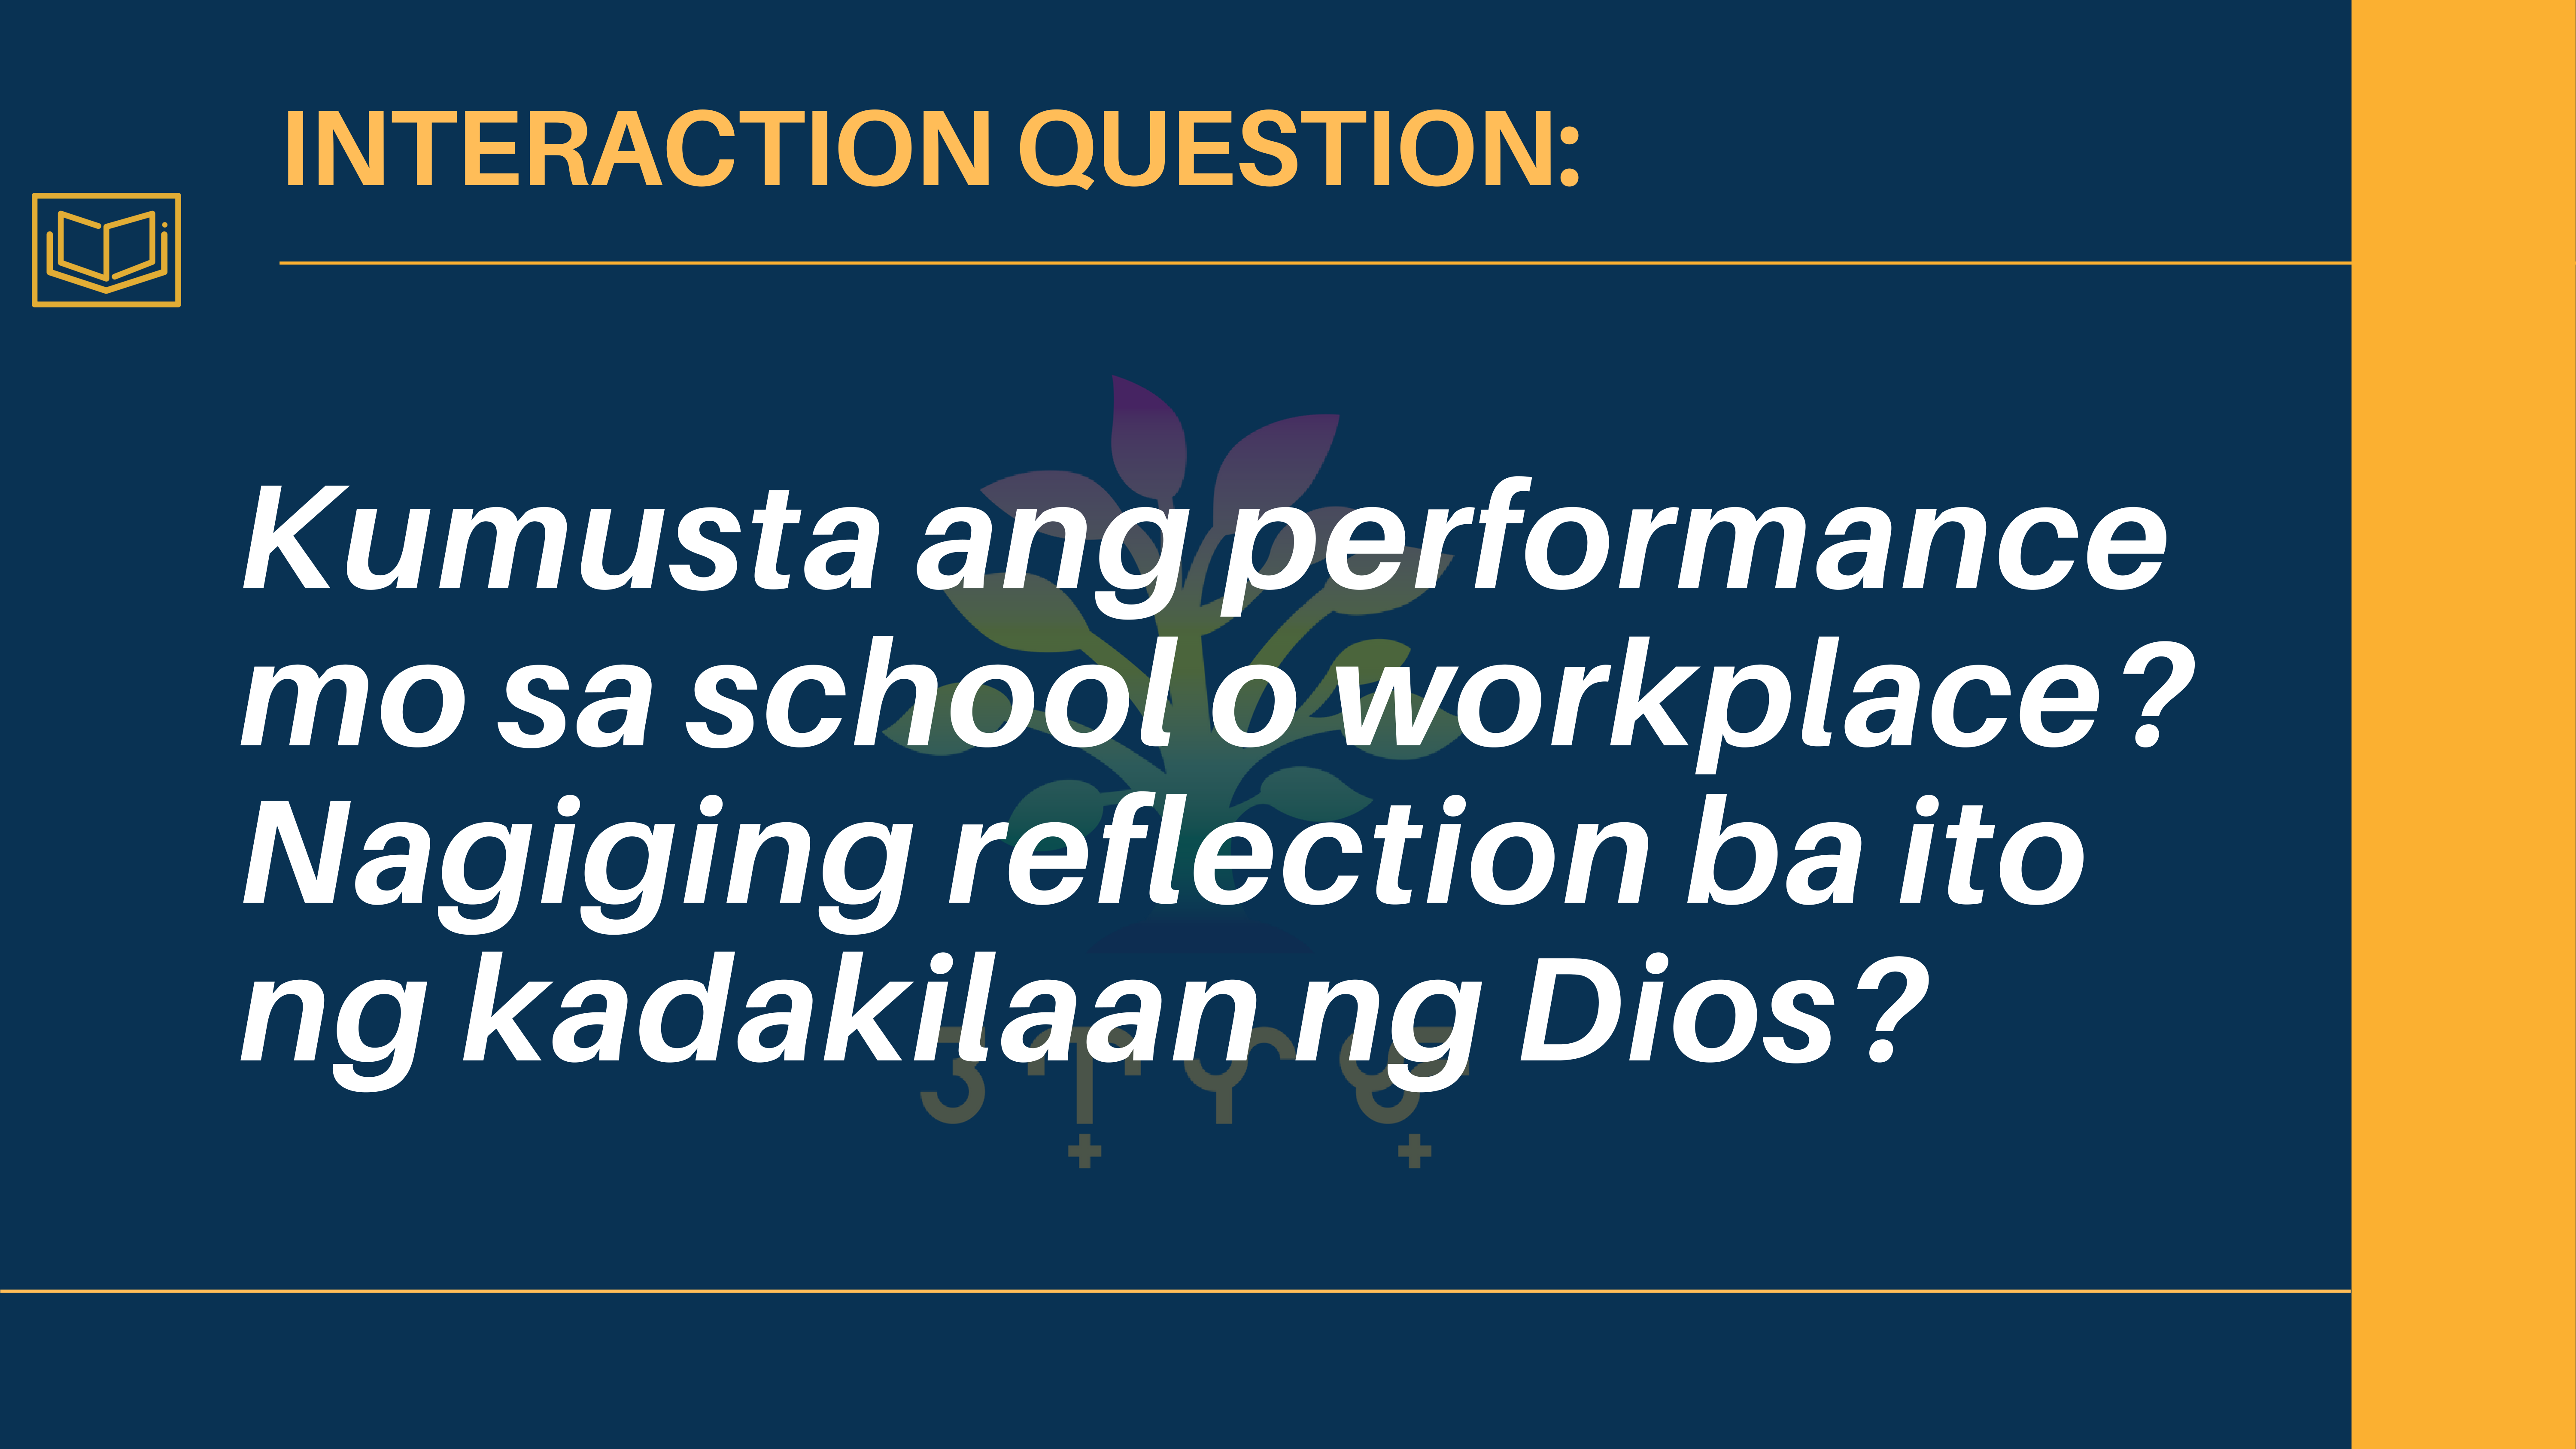 INTERACTION QUESTION:
Kumusta ang performance
mo sa school o workplace?
Nagiging reflection ba ito
ng kadakilaan ng Dios?